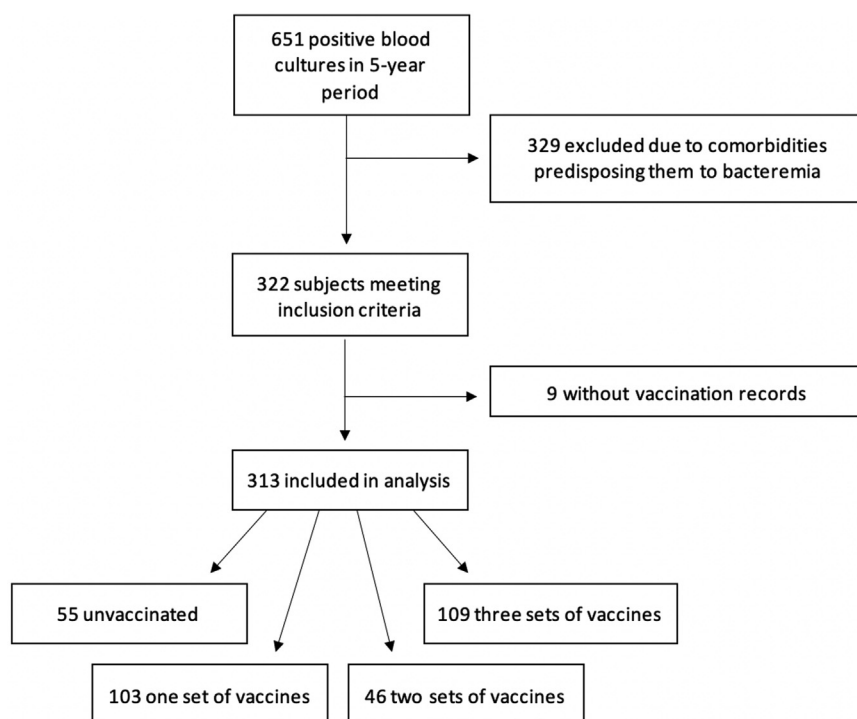 651 positive blood
cultures in 5-year
period
329 excluded due to comorbidities
predisposing them to bacteremia
322 subjects meeting
inclusion criteria
9 without vaccination records
313 included in analysis
55 unvaccinated
109 three sets of vaccines
103 one set of vaccines
46 two sets of vaccines